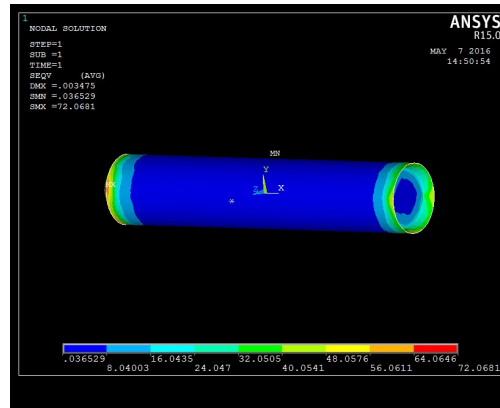 1
NODAL SOLUTION
STEP=1
SUB =1
TIME=1
SEQV (AVG)
DMX =.003475
SMN =.036529
SMX =72.0681
ANSYS
R15.0
MAY 7 2016
14:50:54
MN
MX
Y
Z X
*
.036529 16.0435 32.0505 48.0576 64.0646
8.04003 24.047 40.0541 56.0611 72.0681